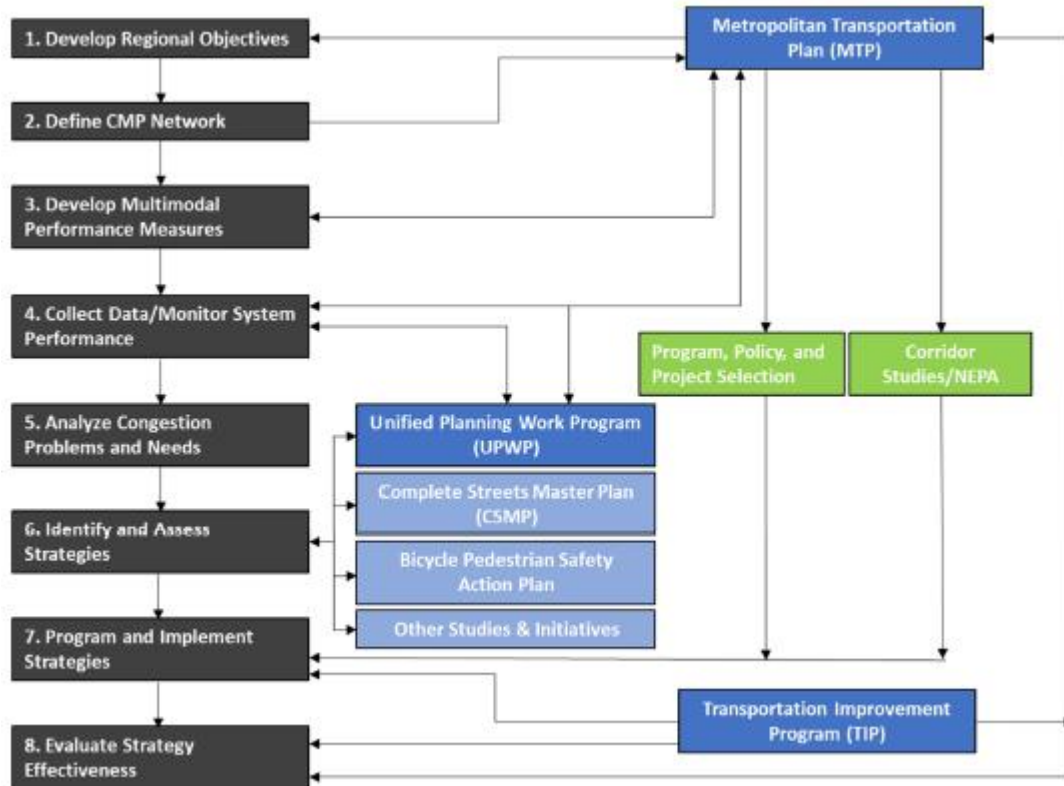 1. Develop Regional Objectives
Metropolitan Transportation
Plan (MTP)
2. Define CMP Network
3. Develop Multimodal
Performance Measures
4. Collect Data/Monitor System
Performance
Program, Policy, and
Project Selection
Corridor
Studies/NEPA
5. Analyze Congestion
Problems and Needs
Unified Planning Work Program
(UPWP)
Complete Streets Master Plan
(CSMP)
6. Identify and Assess
Strategies
Bicycle Pedestrian Safety
Action Plan
Other Studies & Initiatives
7. Program and Implement
Strategies
Transportation Improvement
Program (TIP)
8. Evaluate Strategy
Effectiveness